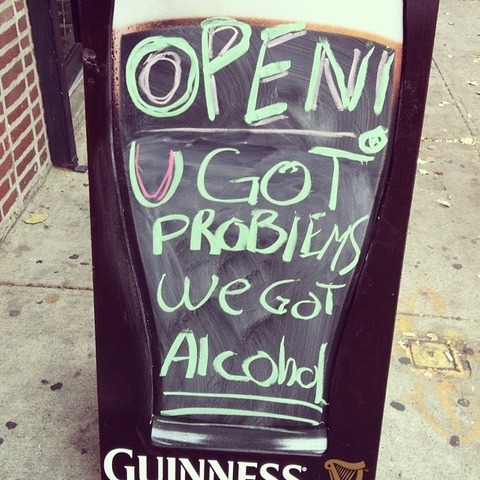 OPEN!
U GOT
PROBlEMS
we GoT
Alcohol
GUINNESS®